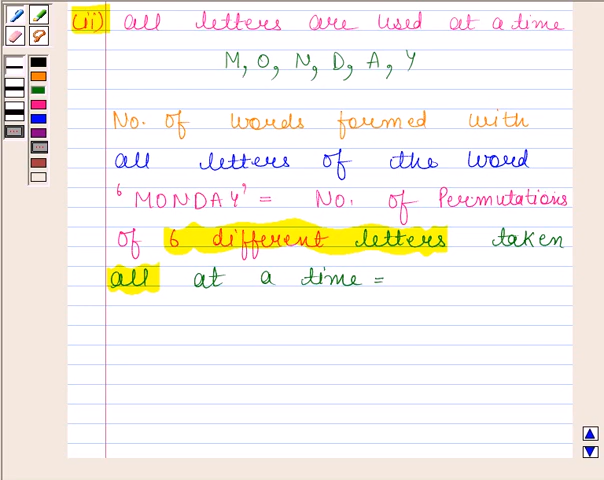 (ii) all letters are used at a time
M, O, N, D, A, Y
No. of words formed with
all letters of the word
'MONDAY' = No. of Permutations
of 6 different letters taken
all at a time =